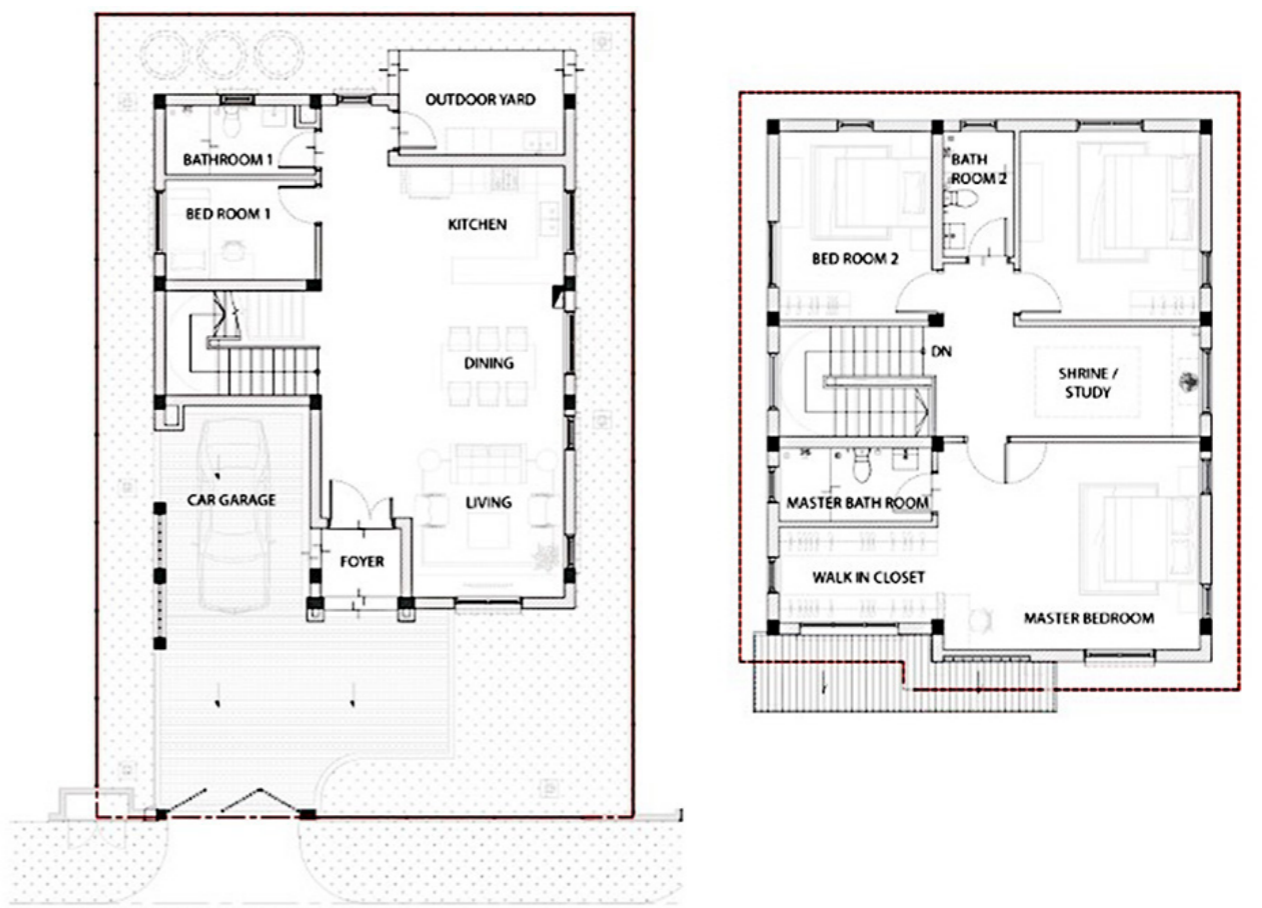 OUTDOOR YARD
BATHROOM 1
BED ROOM 1
KITCHEN
DINING
CAR GARAGE
LIVING
FOYER
BATH
ROOM 2
BED ROOM 2
DN
SHRINE /
STUDY
MASTER BATH ROOM
WALK IN CLOSET
MASTER BEDROOM